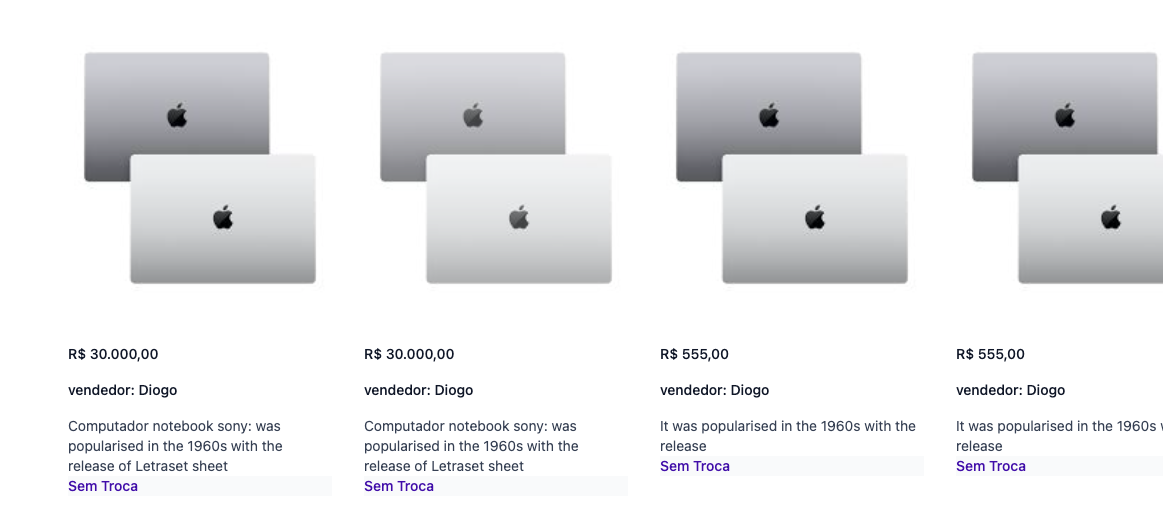 R$ 30.000,00
vendedor: Diogo
Computador notebook sony: was
popularised in the 1960s with the
release of Letraset sheet
Sem Troca
R$ 30.000,00
vendedor: Diogo
Computador notebook sony: was
popularised in the 1960s with the
release of Letraset sheet
Sem Troca
R$ 555,00
vendedor: Diogo
It was popularised in the 1960s with the
release
Sem Troca
R$ 555,00
vendedor: Diogo
It was popularised in the 1960s
release
Sem Troca